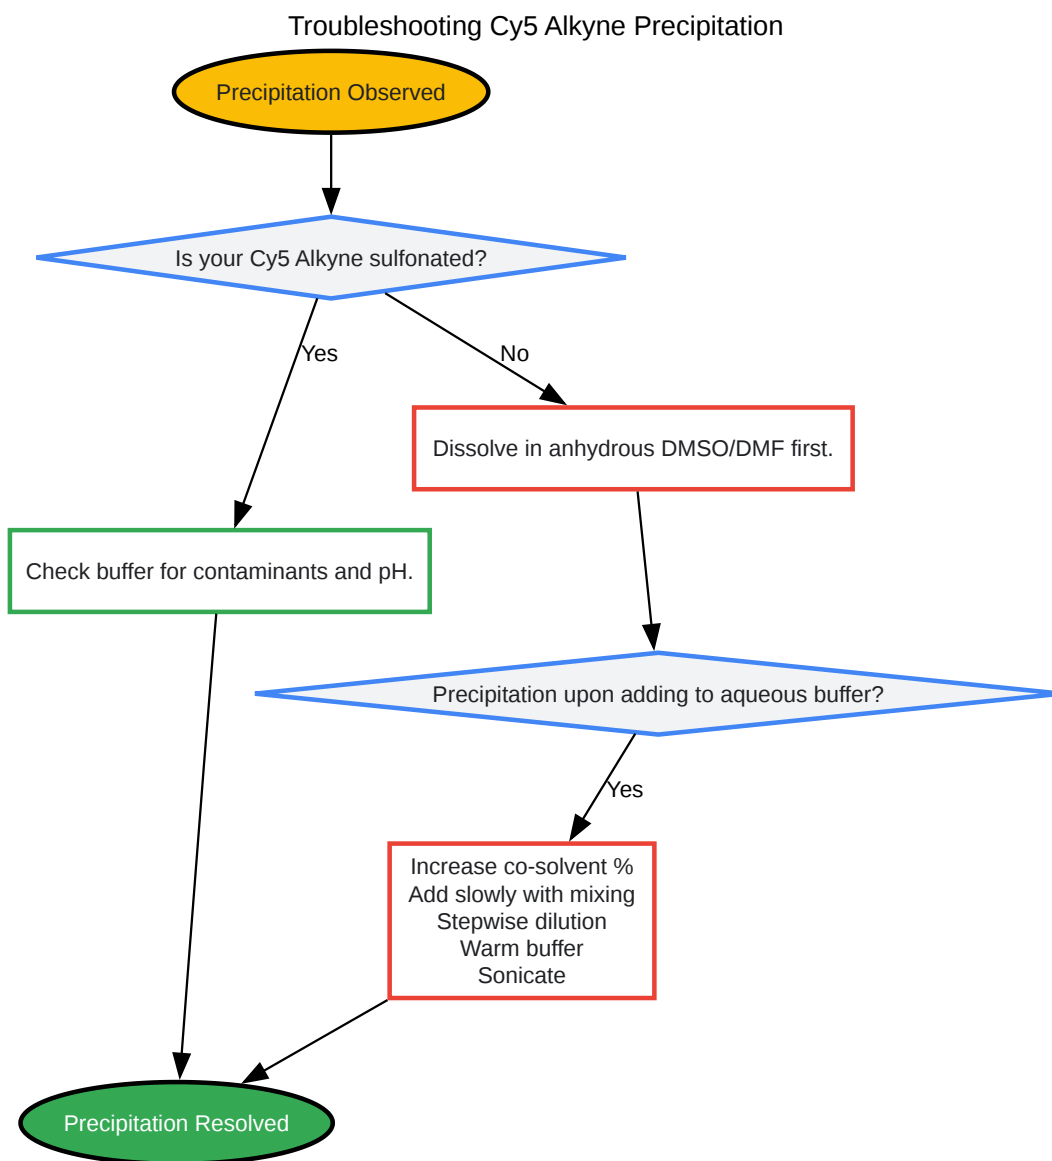 Troubleshooting Cy5 Alkyne Precipitation
Precipitation Observed
Is your Cy5 Alkyne sulfonated?
Yes
No
Dissolve in anhydrous DMSO/DMF first.
Check buffer for contaminants and pH.
Precipitation upon adding to aqueous buffer?
Yes
Increase co-solvent %
Add slowly with mixing
Stepwise dilution
Warm buffer
Sonicate
Precipitation Resolved